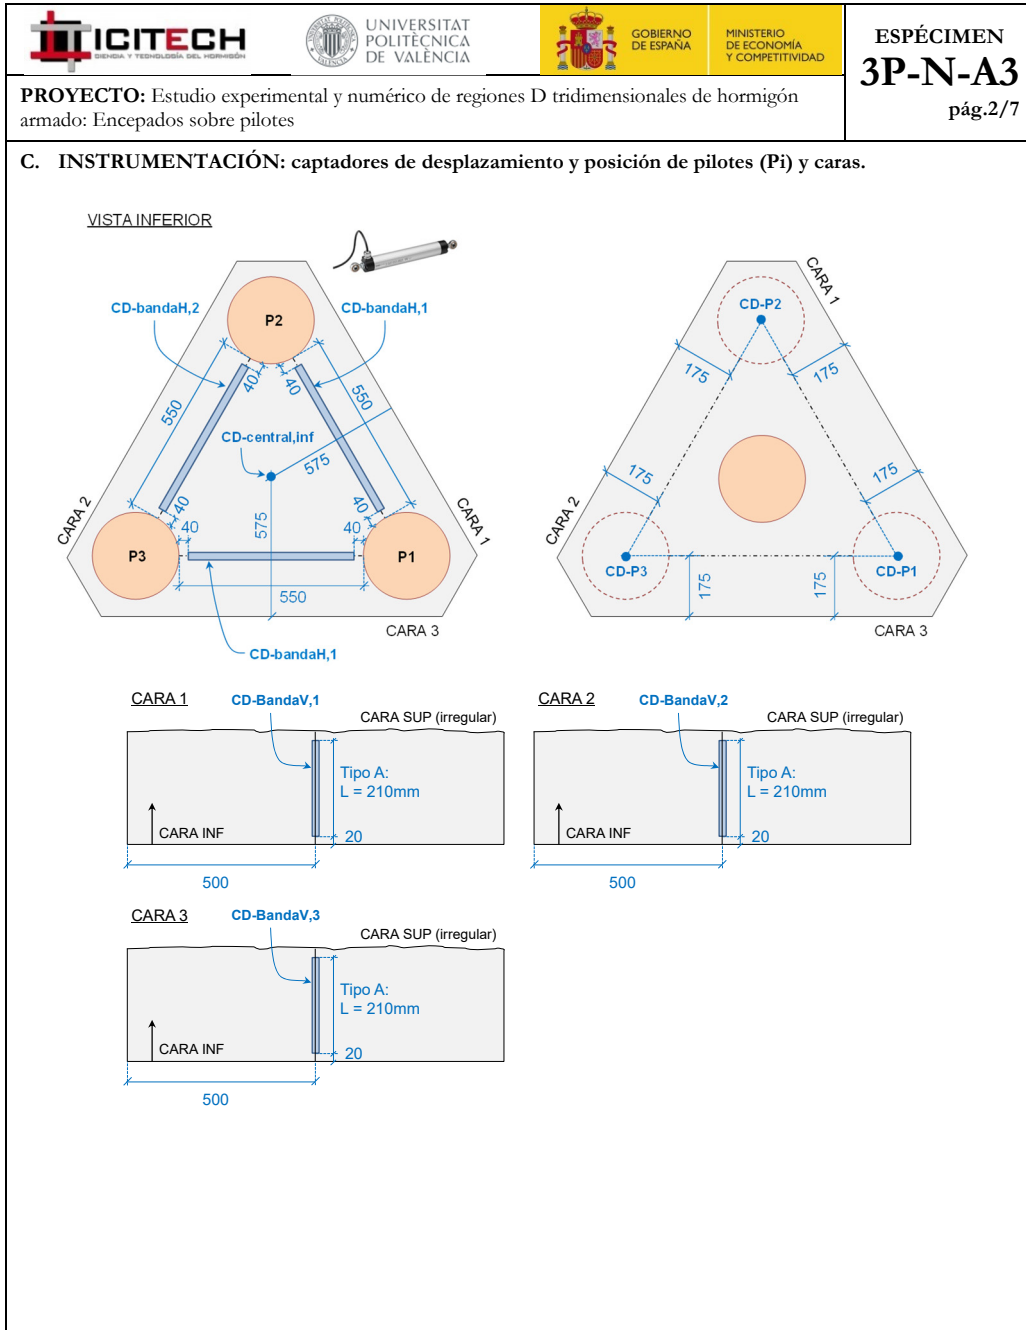 ICITECH
CIENCIA Y TECNOLOGÍA DEL HORMIGÓN
UNIVERSITAT
POLITÈCNICA
DE VALÈNCIA
GOBIERNO
DE ESPAÑA
MINISTERIO
DE ECONOMÍA
Y COMPETITIVIDAD
ESPÉCIMEN
3P-N-A3
pág.2/7
PROYECTO: Estudio experimental y numérico de regiones D tridimensionales de hormigón
armado: Encepados sobre pilotes
C. INSTRUMENTACIÓN: captadores de desplazamiento y posición de pilotes (Pi) y caras.
VISTA INFERIOR
CD-bandaH,2
P2
CD-bandaH,1
40
40
550
550
CD-central,inf
575
575
40
40
40
40
CARA 2
P3
P1
CARA 1
550
CARA 3
CD-bandaH,1
CARA 1
CD-P2
175
175
175
175
CARA 2
CD-P3
CD-P1
175
175
CARA 3
CARA 1
CD-BandaV,1
CARA SUP (irregular)
Tipo A:
L = 210mm
CARA INF
20
500
CARA 2
CD-BandaV,2
CARA SUP (irregular)
Tipo A:
L = 210mm
CARA INF
20
500
CARA 3
CD-BandaV,3
CARA SUP (irregular)
Tipo A:
L = 210mm
CARA INF
20
500